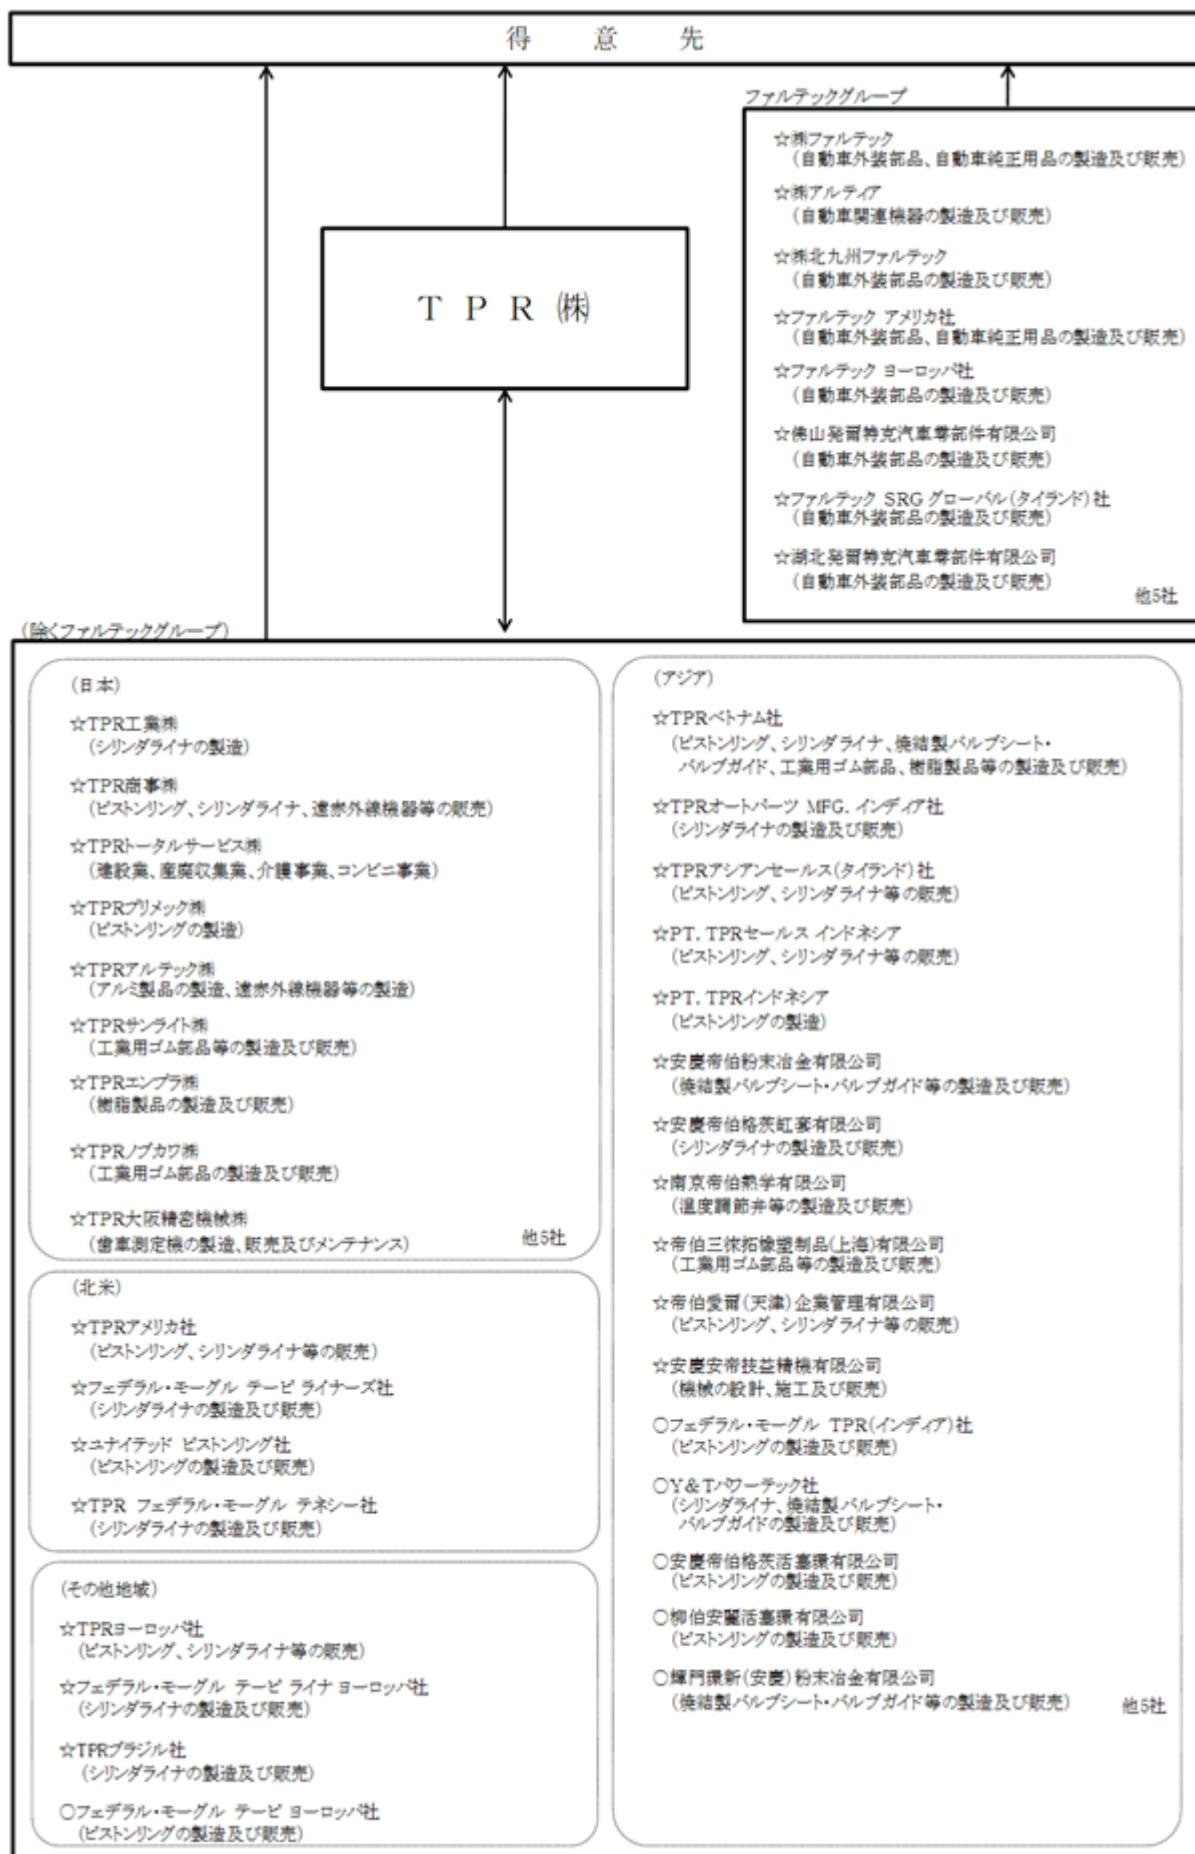 得意先
ファルテックグループ
☆㈱ファルテック
(自動車外装部品、自動車純正用品の製造及び販売)
☆㈱アルティア
(自動車関連機器の製造及び販売)
☆㈱北九州ファルテック
(自動車外装部品の製造及び販売)
☆ファルテック アメリカ社
(自動車外装部品、自動車純正用品の製造及び販売)
☆ファルテック ヨーロッパ社
(自動車外装部品の製造及び販売)
☆佛山発爾特克汽車零部件有限公司
(自動車外装部品の製造及び販売)
☆ファルテック SRG グローバル(タイランド)社
(自動車外装部品の製造及び販売)
☆湖北発爾特克汽車零部件有限公司
(自動車外装部品の製造及び販売)
他5社
TPR㈱
(除くファルテックグループ)
(日本)
☆TPR工業㈱
(シリンダライナの製造)
☆TPR商事㈱
(ピストンリング、シリンダライナ、遠赤外線機器等の販売)
☆TPRトータルサービス㈱
(建設業、産廃収集業、介護事業、コンビニ事業)
☆TPRプリメック㈱
(ピストンリングの製造)
☆TPRアルテック㈱
(アルミ製品の製造、遠赤外線機器等の製造)
☆TPRサンライト㈱
(工業用ゴム部品等の製造及び販売)
☆TPRエンプラ㈱
(樹脂製品の製造及び販売)
☆TPRノブカワ㈱
(工業用ゴム部品の製造及び販売)
☆TPR大阪精密機械㈱
(歯車測定機の製造、販売及びメンテナンス)
他5社
(北米)
☆TPRアメリカ社
(ピストンリング、シリンダライナ等の販売)
☆フェデラル・モーグル テーピ ライナーズ社
(シリンダライナの製造及び販売)
☆ユナイテッド ピストンリング社
(ピストンリングの製造及び販売)
☆TPR フェデラル・モーグル テネシー社
(シリンダライナの製造及び販売)
(その他地域)
☆TPRヨーロッパ社
(ピストンリング、シリンダライナ等の販売)
☆フェデラル・モーグル テーピ ライナ ヨーロッパ社
(シリンダライナの製造及び販売)
☆TPRブラジル社
(シリンダライナの製造及び販売)
○フェデラル・モーグル テーピ ヨーロッパ社
(ピストンリングの製造及び販売)
(アジア)
☆TPRベトナム社
(ピストンリング、シリンダライナ、焼結製バルブシート・
バルブガイド、工業用ゴム部品、樹脂製品等の製造及び販売)
☆TPRオートパーツ MFG. インディア社
(シリンダライナの製造及び販売)
☆TPRアシアンセールス(タイランド)社
(ピストンリング、シリンダライナ等の販売)
☆PT. TPRセールス インドネシア
(ピストンリング、シリンダライナ等の販売)
☆PT. TPRインドネシア
(ピストンリングの製造)
☆安慶帝伯粉末冶金有限公司
(焼結製バルブシート・バルブガイド等の製造及び販売)
☆安慶帝伯格茨缸套有限公司
(シリンダライナの製造及び販売)
☆南京帝伯熱学有限公司
(温度調節弁等の製造及び販売)
☆帝伯三徠拓橡塑制品(上海)有限公司
(工業用ゴム部品等の製造及び販売)
☆帝伯愛爾(天津)企業管理有限公司
(ピストンリング、シリンダライナ等の販売)
☆安慶安帝技益精機有限公司
(機械の設計、施工及び販売)
○フェデラル・モーグル TPR(インディア)社
(ピストンリングの製造及び販売)
○Y&Tパワーテック社
(シリンダライナ、焼結製バルブシート・
バルブガイドの製造及び販売)
○安慶帝伯格茨活塞環有限公司
(ピストンリングの製造及び販売)
○柳伯安麗活塞環有限公司
(ピストンリングの製造及び販売)
○輝門環新(安慶)粉末冶金有限公司
(焼結製バルブシート・バルブガイド等の製造及び販売)
他5社